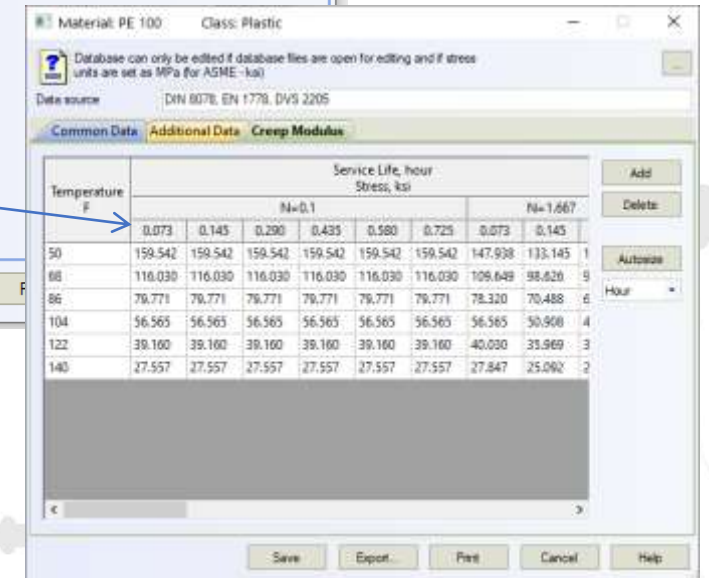 Material: PE 100 Class: Plastic
Database can only be edited if database files are open for editing and if stress
units are set as MPa (for ASME - ksi)
...
Data source DIN 8078, EN 1778, DVS 2205
Common Data Additional Data Creep Modulus
Temperature
F
Service Life, hour
Stress, ksi
N=0.1 N=1.667
0.073 0.145 0.290 0.435 0.580 0.725 0.073 0.145
50 159.542 159.542 159.542 159.542 159.542 159.542 147.938 133.145 1
68 116.030 116.030 116.030 116.030 116.030 116.030 109.649 98.626 9
86 79.771 79.771 79.771 79.771 79.771 79.771 78.320 70.488 6
104 56.565 56.565 56.565 56.565 56.565 56.565 56.565 50.908 4
122 39.160 39.160 39.160 39.160 39.160 39.160 40.030 35.969 3
140 27.557 27.557 27.557 27.557 27.557 27.557 27.847 25.092 2
Add
Delete
Autosize
Hour
F
Save Export... Print Cancel Help